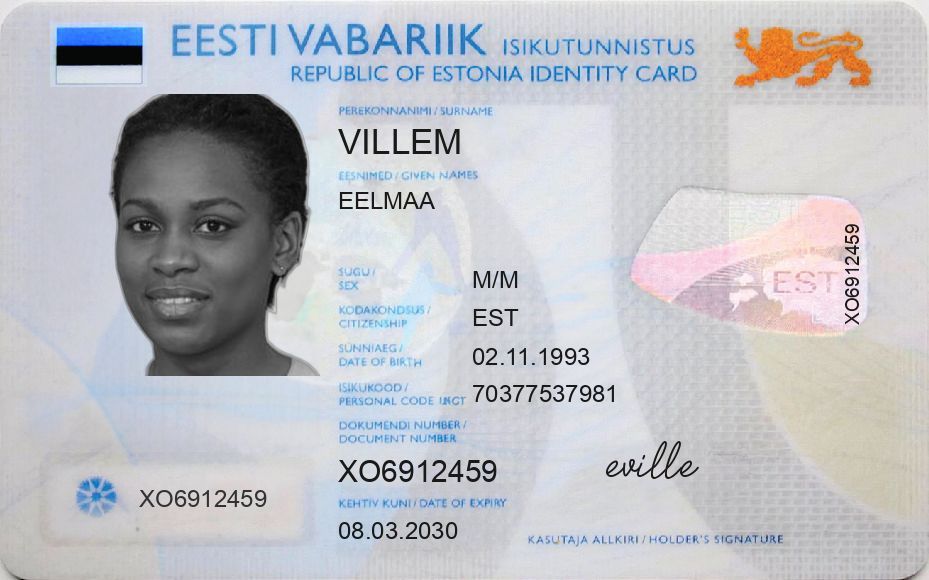 EESTI VABARIIK ISIKUTUNNISTUS
REPUBLIC OF ESTONIA IDENTITY CARD
PEREKONNANIMI / SURNAME
VILLEM
EESNIMED / GIVEN NAMES
EELMAA
SUGU / SEX M/M
KODAKONDSUS / CITIZENSHIP EST
SÜNNIAEG / DATE OF BIRTH 02.11.1993
ISIKUKOOD / PERSONAL CODE 70377537981
DOKUMENDI NUMBER / DOCUMENT NUMBER
XO6912459
KEHTIV KUNI / DATE OF EXPIRY
08.03.2030
XO6912459
EST
XO6912459
eville
KASUTAJA ALLKIRI / HOLDER'S SIGNATURE